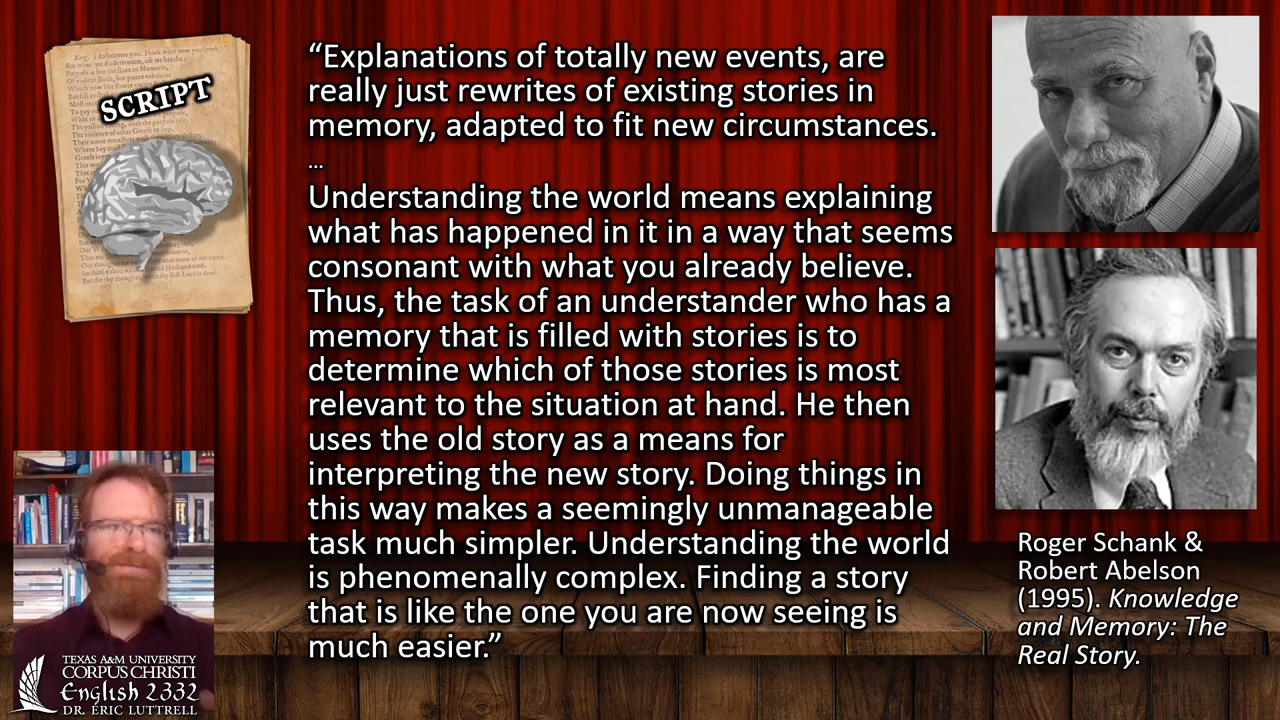 SCRIPT
“Explanations of totally new events, are
really just rewrites of existing stories in
memory, adapted to fit new circumstances.
...
Understanding the world means explaining
what has happened in it in a way that seems
consonant with what you already believe.
Thus, the task of an understander who has a
memory that is filled with stories is to
determine which of those stories is most
relevant to the situation at hand. He then
uses the old story as a means for
interpreting the new story. Doing things in
this way makes a seemingly unmanageable
task much simpler. Understanding the world
is phenomenally complex. Finding a story
that is like the one you are now seeing is
much easier.”
Roger Schank &
Robert Abelson
(1995). Knowledge
and Memory: The
Real Story.
TEXAS A&M UNIVERSITY
CORPUS CHRISTI
English 2332
DR. ERIC LUTTRELL